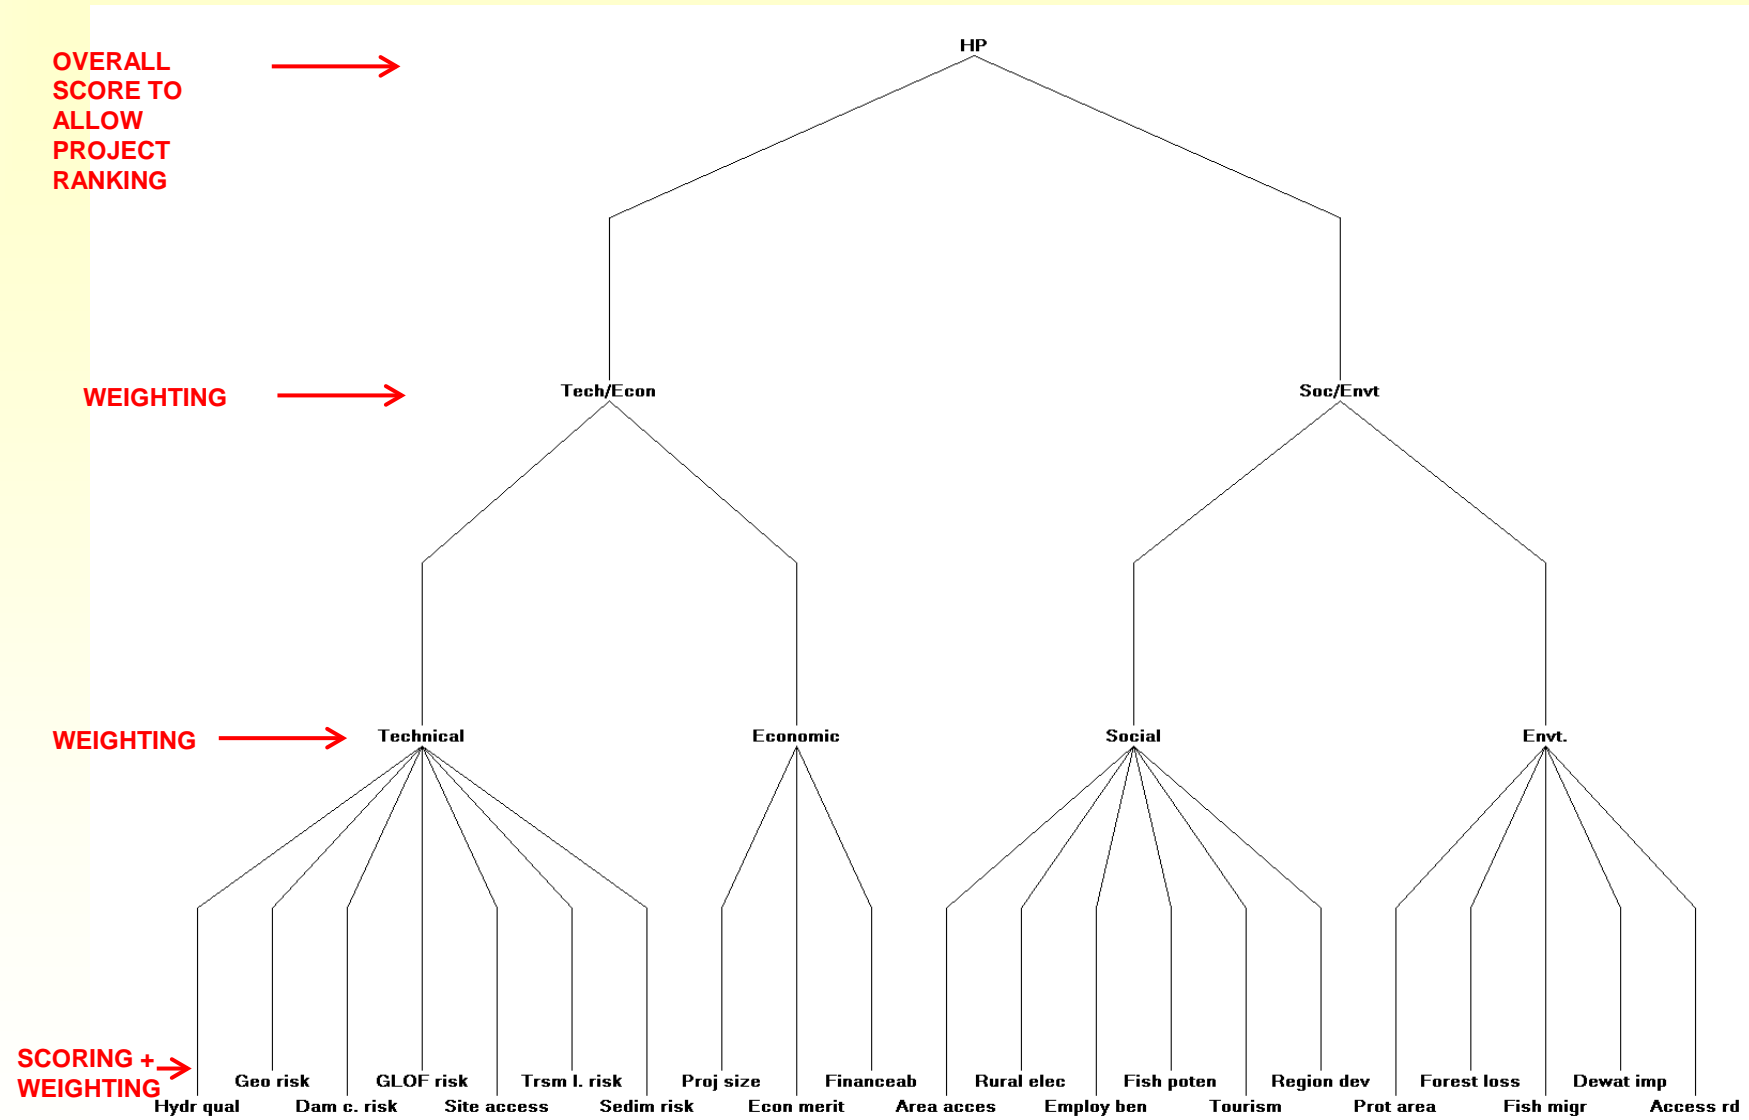 HP
OVERALL
SCORE TO
ALLOW
PROJECT
RANKING
WEIGHTING
Tech/Econ
Soc/Envt
WEIGHTING
Technical
Economic
Social
Envt.
SCORING +
WEIGHTING
Geo risk
GLOF risk
Trsm l. risk
Proj size
Financeab
Rural elec
Fish poten
Region dev
Forest loss
Dewat imp
Hydr qual
Dam c. risk
Site access
Sedim risk
Econ merit
Area acces
Employ ben
Tourism
Prot area
Fish migr
Access rd